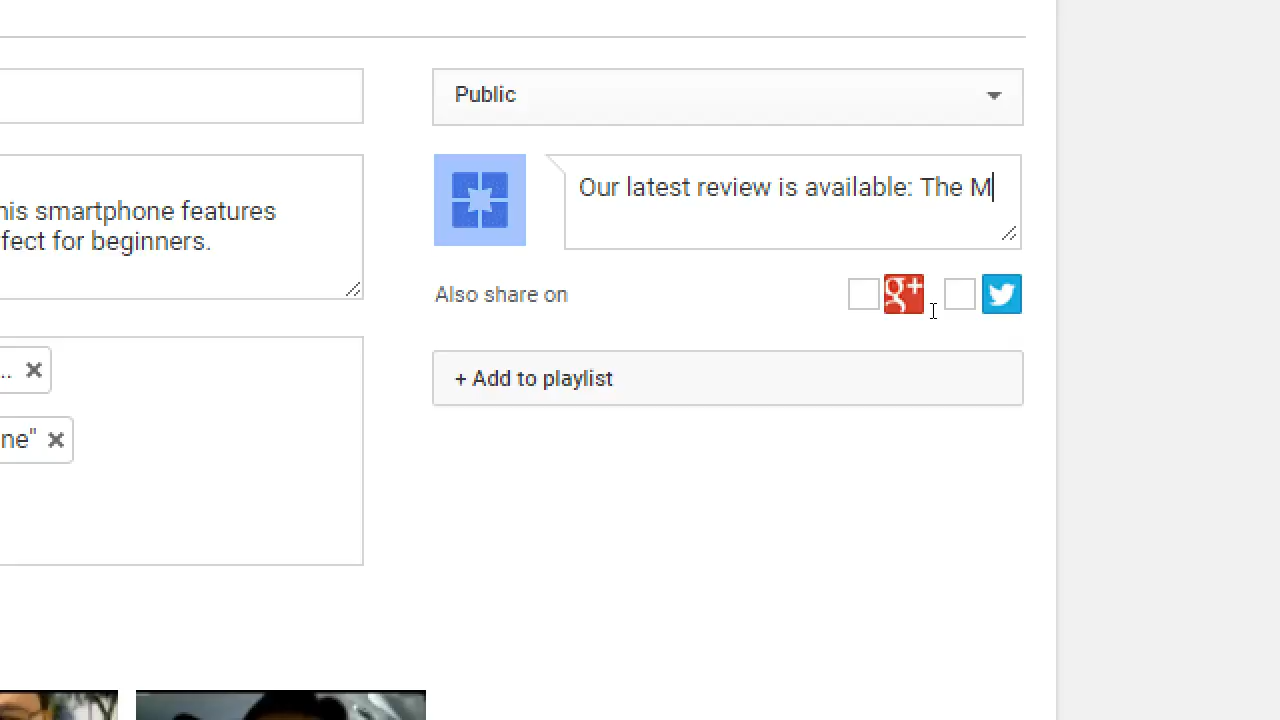 Public
Our latest review is available: The M
his smartphone features
fect for beginners.
Also share on
g+
.. ✕
+ Add to playlist
ne" ✕